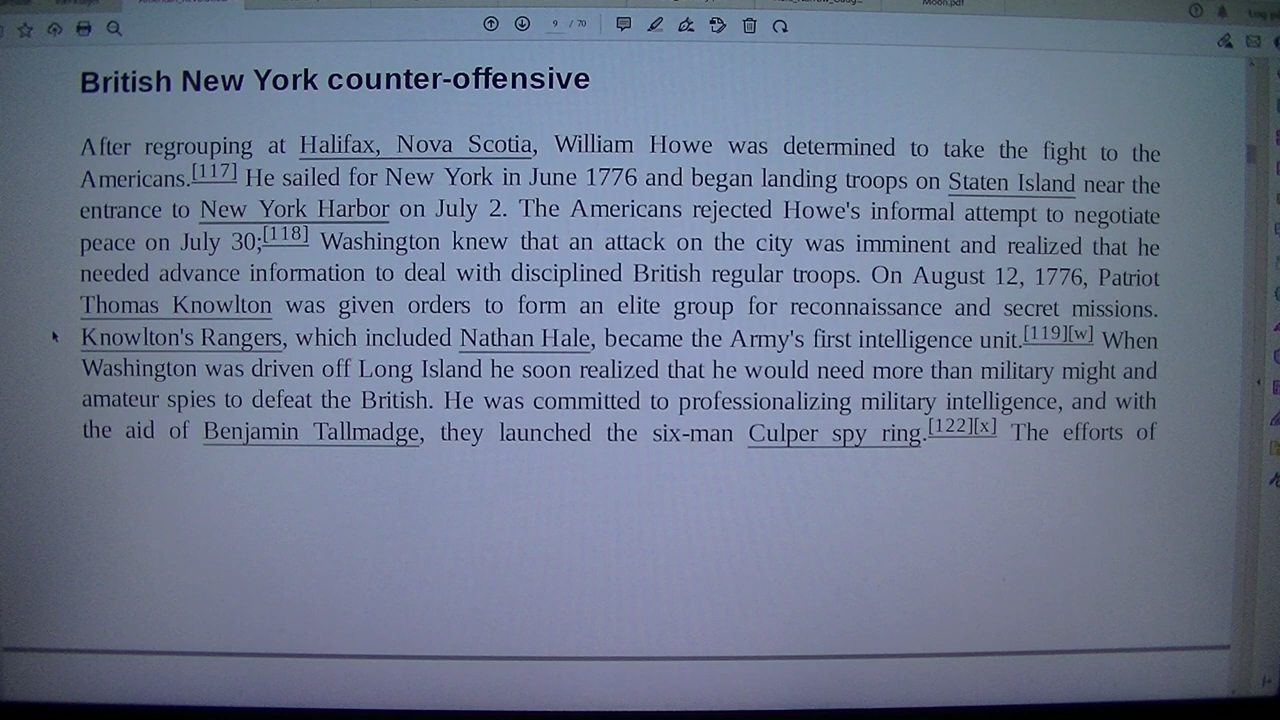 Moon.pdf
9 / 70
British New York counter-offensive
After regrouping at Halifax, Nova Scotia, William Howe was determined to take the fight to the
Americans.[117] He sailed for New York in June 1776 and began landing troops on Staten Island near the
entrance to New York Harbor on July 2. The Americans rejected Howe's informal attempt to negotiate
peace on July 30;[118] Washington knew that an attack on the city was imminent and realized that he
needed advance information to deal with disciplined British regular troops. On August 12, 1776, Patriot
Thomas Knowlton was given orders to form an elite group for reconnaissance and secret missions.
Knowlton's Rangers, which included Nathan Hale, became the Army's first intelligence unit.[119][w] When
Washington was driven off Long Island he soon realized that he would need more than military might and
amateur spies to defeat the British. He was committed to professionalizing military intelligence, and with
the aid of Benjamin Tallmadge, they launched the six-man Culper spy ring.[122][x] The efforts of